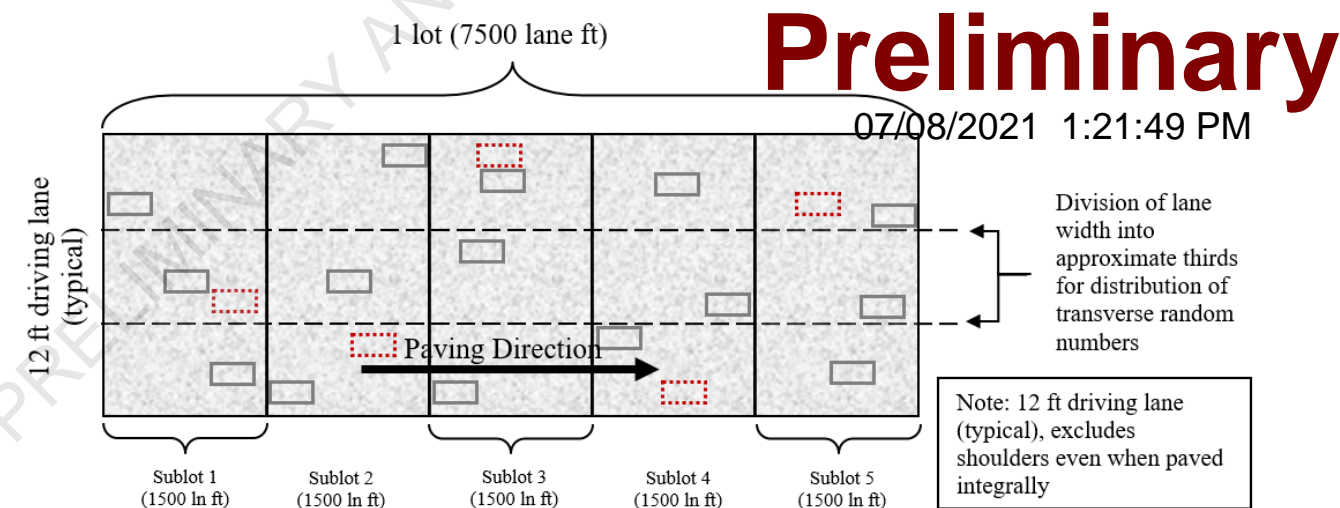 Preliminary
07/08/2021 1:21:49 PM
1 lot (7500 lane ft)
PRELIMINARY AN
12 ft driving lane
(typical)
Paving Direction
Division of lane
width into
approximate thirds
for distribution of
transverse random
numbers
Note: 12 ft driving lane
(typical), excludes
shoulders even when paved
integrally
Sublot 1
(1500 ln ft)
Sublot 2
(1500 ln ft)
Sublot 3
(1500 ln ft)
Sublot 4
(1500 ln ft)
Sublot 5
(1500 ln ft)